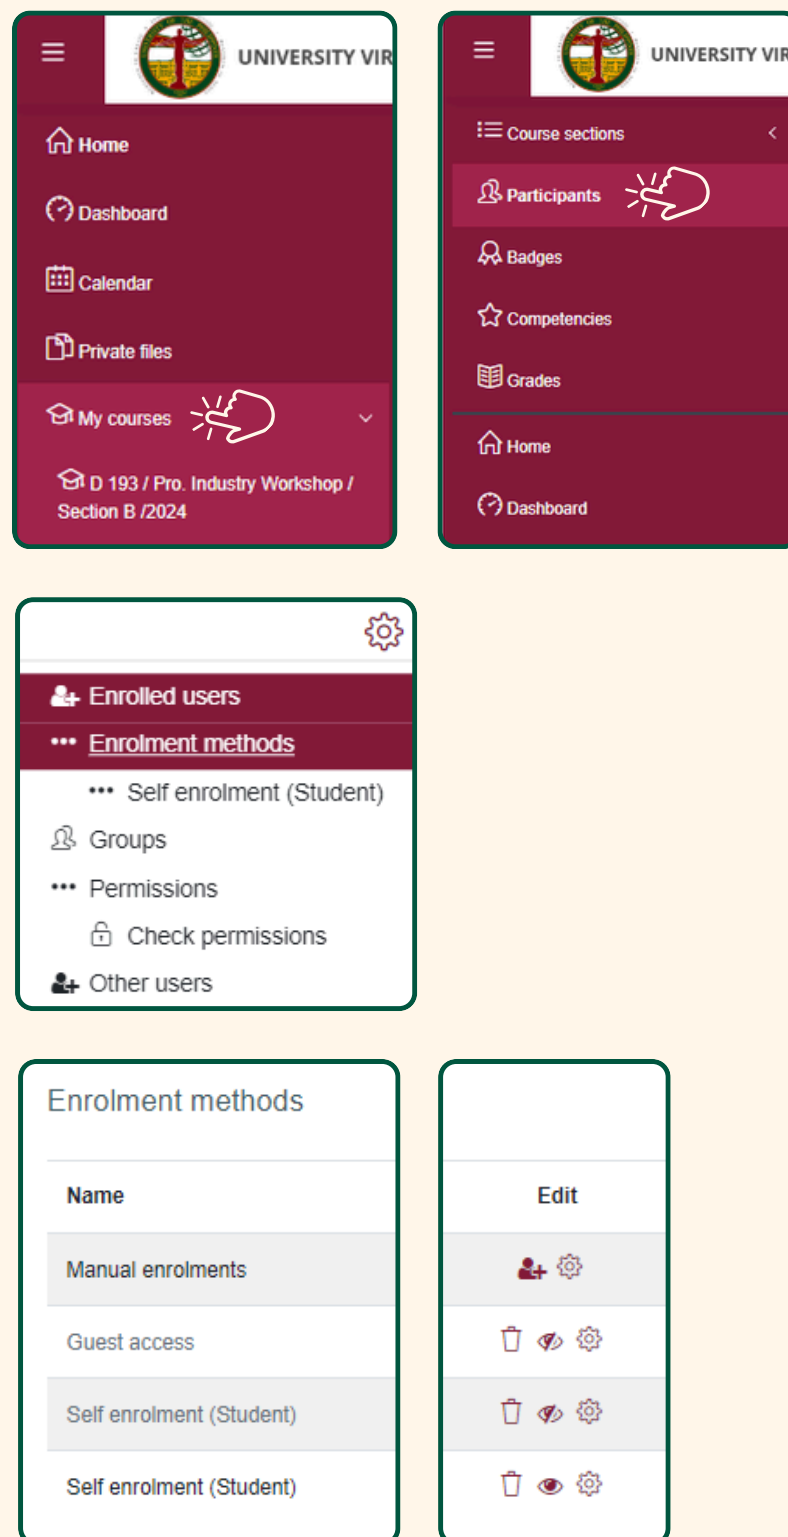 UNIVERSITY VIR
Home
Dashboard
Calendar
Private files
My courses
D 193 / Pro. Industry Workshop /
Section B /2024
UNIVERSITY VIR
Course sections
Participants
Badges
Competencies
Grades
Home
Dashboard
Enrolled users
Enrolment methods
Self enrolment (Student)
Groups
Permissions
Check permissions
Other users
Enrolment methods
Name
Manual enrolments
Guest access
Self enrolment (Student)
Self enrolment (Student)
Edit